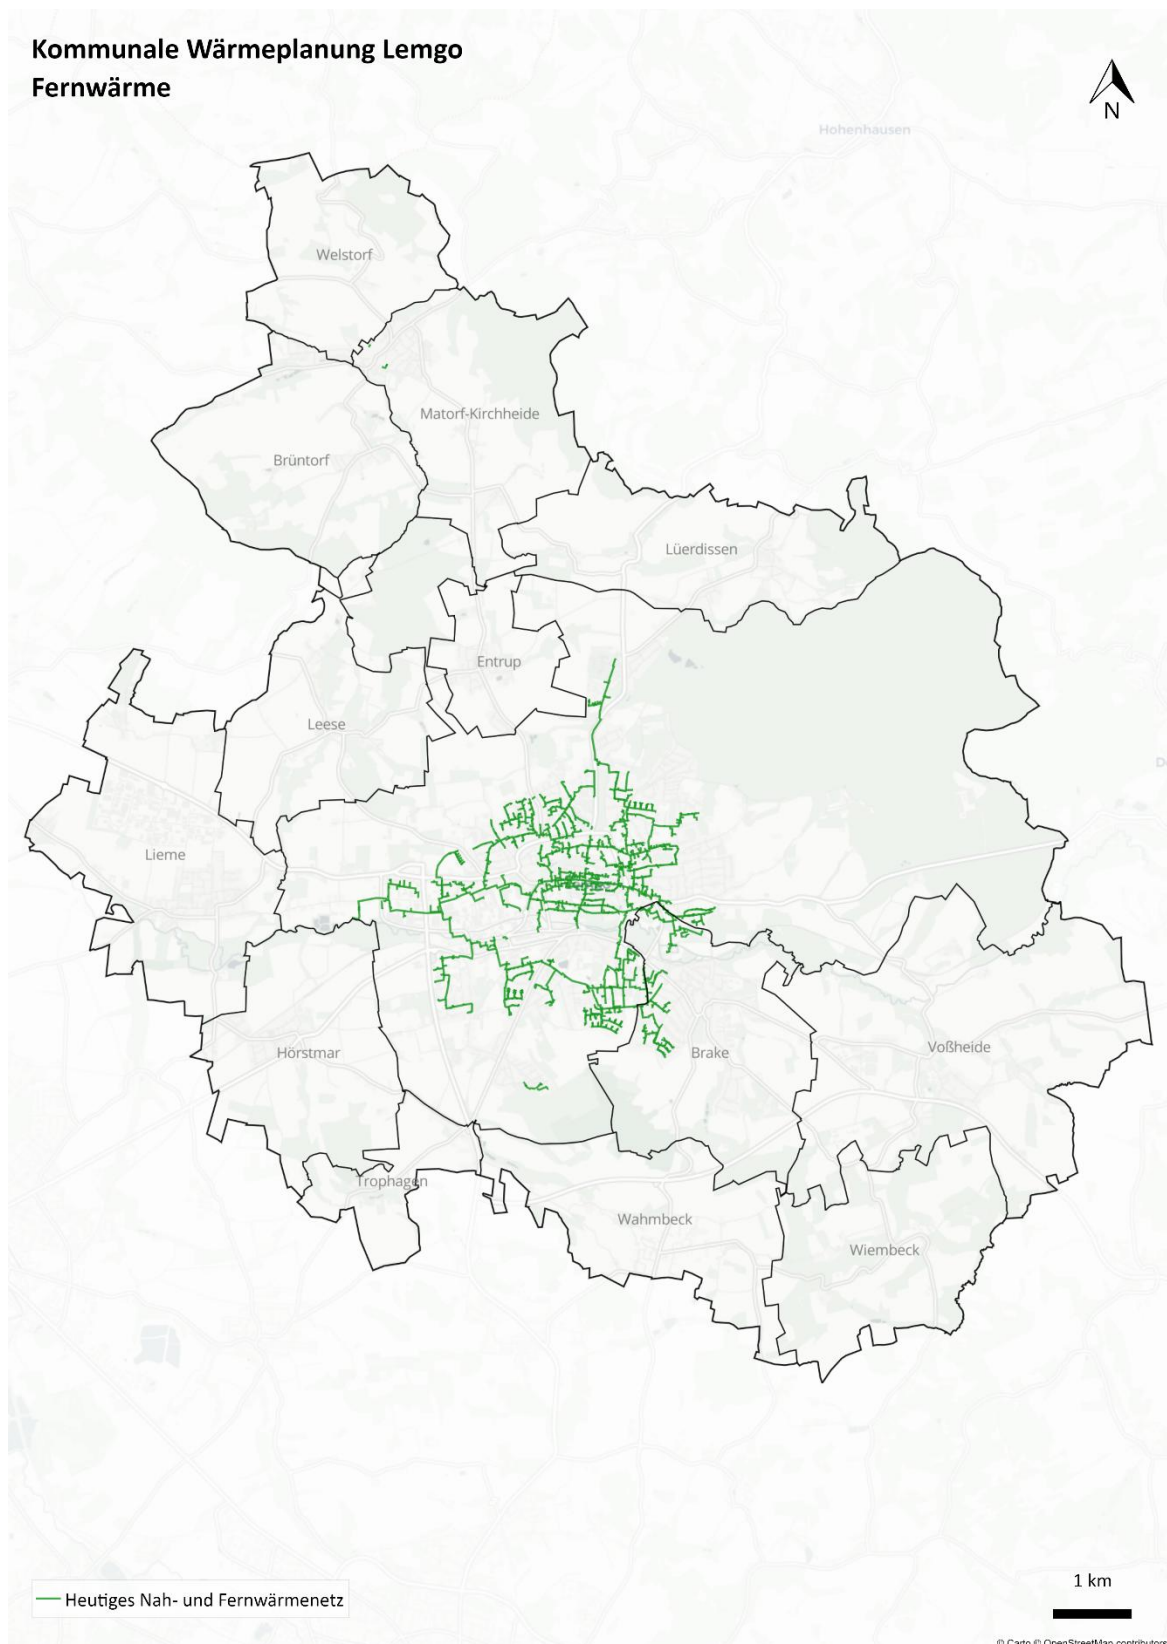 Kommunale Wärmeplanung Lemgo
Fernwärme
N
Hohenhausen
Welstorf
Matorf-Kirchheide
Brüntorf
Lüerdissen
Entrup
Leese
Lieme
Hörstmar
Brake
Voßheide
Trophagen
Wahmbeck
Wiembeck
1 km
Heutiges Nah- und Fernwärmenetz
© Carto © OpenStreetMap contributors